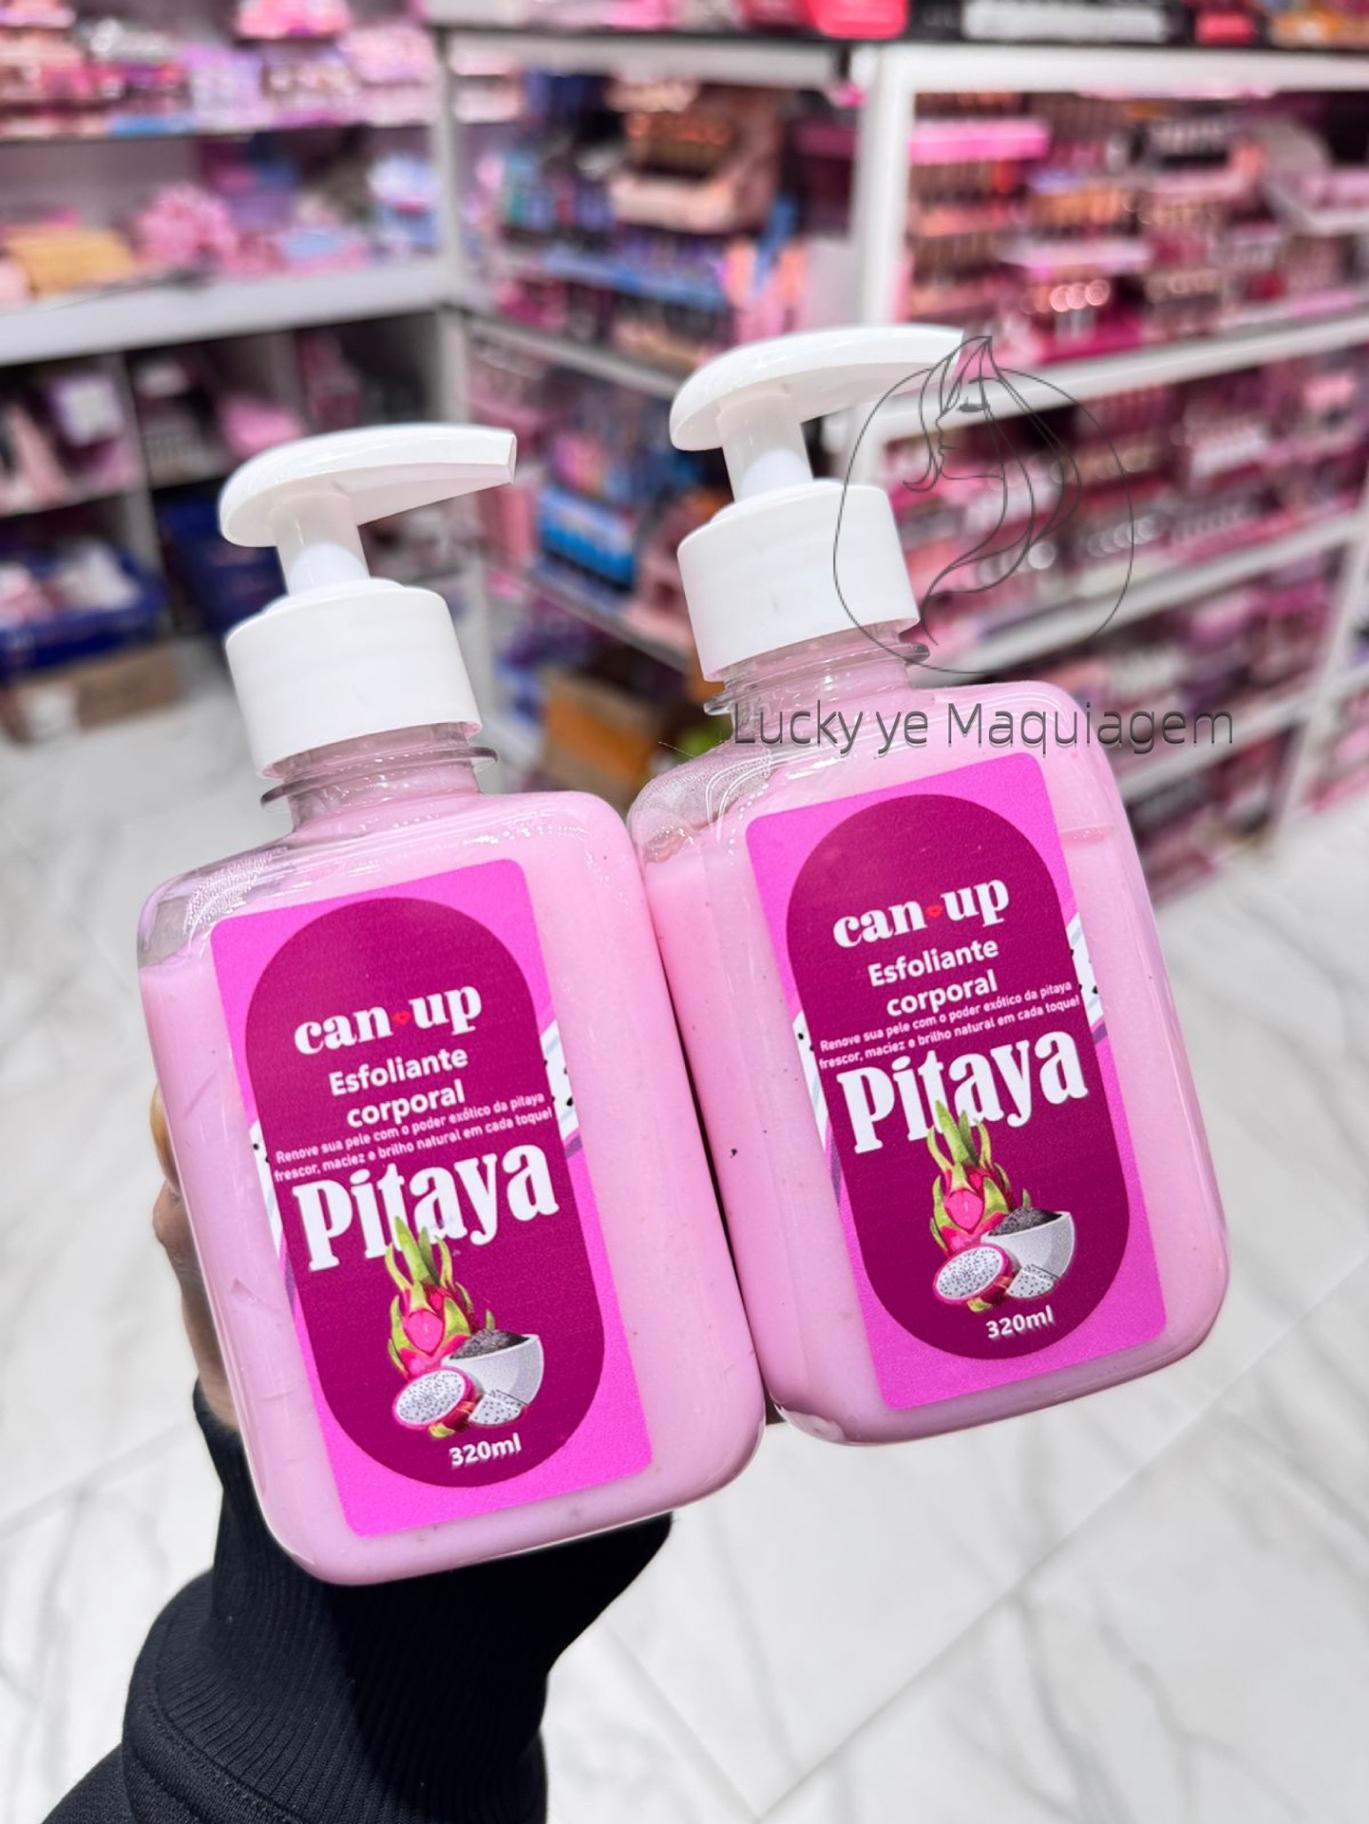 Lucky ye Maquiagem
can up
Esfoliante
corporal
Renove sua pele com o poder exótico da pitaya
frescor, maciez e brilho natural em cada toque!
Pitaya
320ml
can up
Esfoliante
corporal
Renove sua pele com o poder exótico da pitaya
frescor, maciez e brilho natural em cada toque!
Pitaya
320ml